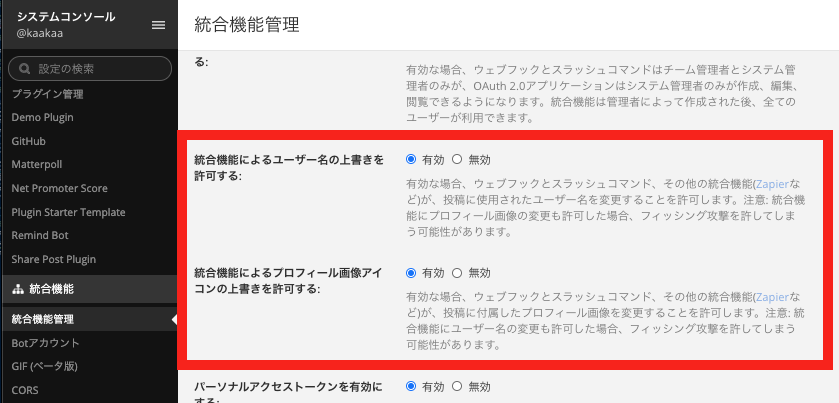 システムコンソール
@kaakaa
設定の検索
プラグイン管理
Demo Plugin
GitHub
Matterpoll
Net Promoter Score
Plugin Starter Template
Remind Bot
Share Post Plugin
統合機能
統合機能管理
Botアカウント
GIF (ベータ版)
CORS
統合機能管理
る:
有効な場合、ウェブフックとスラッシュコマンドはチーム管理者とシステム管
理者のみが、OAuth 2.0アプリケーションはシステム管理者のみが作成、編集、
閲覧できるようになります。統合機能は管理者によって作成された後、全ての
ユーザーが利用できます。
統合機能によるユーザー名の上書きを
許可する:
有効 無効
有効な場合、ウェブフックとスラッシュコマンド、その他の統合機能(Zapierな
ど)が、投稿に使用されたユーザー名を変更することを許可します。注意: 統合機
能にプロフィール画像の変更も許可した場合、フィッシング攻撃を許してしま
う可能性があります。
統合機能によるプロフィール画像アイ
コンの上書きを許可する:
有効 無効
有効な場合、ウェブフックとスラッシュコマンド、その他の統合機能(Zapierな
ど)が、投稿に付属したプロフィール画像を変更することを許可します。注意: 統
合機能にユーザー名の変更も許可した場合、フィッシング攻撃を許してしまう
可能性があります。
パーソナルアクセストークンを有効に
する:
有効 無効